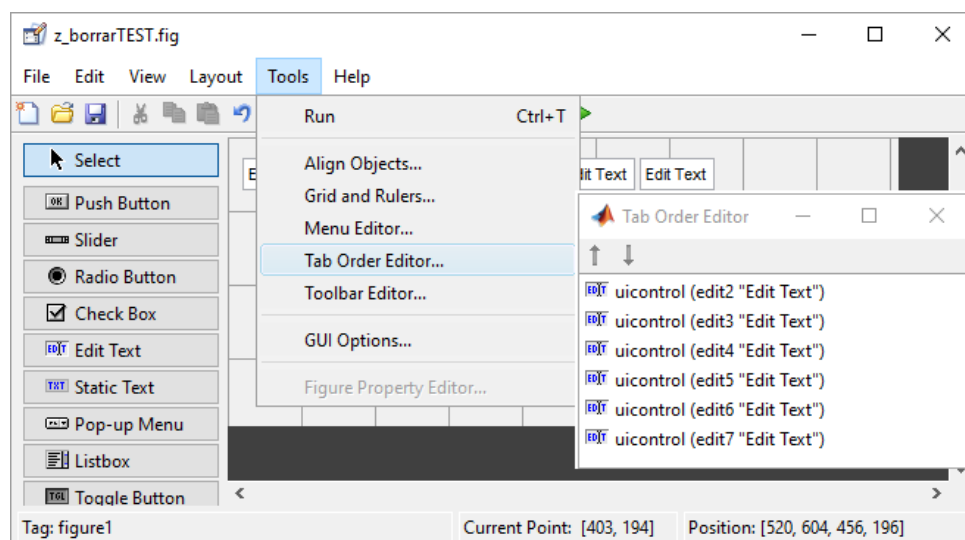 z_borrarTEST.fig
File Edit View Layout Tools Help
Run Ctrl+T
Select
Align Objects...
Edit Text
Push Button
Grid and Rulers...
Tab Order Editor
Slider
Menu Editor...
Radio Button
Tab Order Editor...
Check Box
Toolbar Editor...
uicontrol (edit2 "Edit Text")
uicontrol (edit3 "Edit Text")
Edit Text
GUI Options...
uicontrol (edit4 "Edit Text")
Static Text
Figure Property Editor...
uicontrol (edit5 "Edit Text")
Pop-up Menu
uicontrol (edit6 "Edit Text")
uicontrol (edit7 "Edit Text")
Listbox
Toggle Button
Tag: figure1 Current Point: [403, 194] Position: [520, 604, 456, 196]